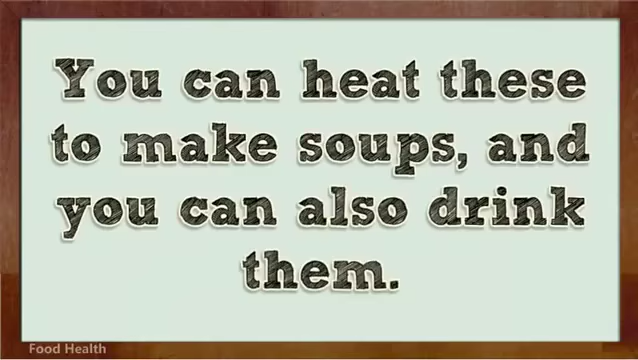 You can heat these
to make soups, and
you can also drink
them.
Food Health